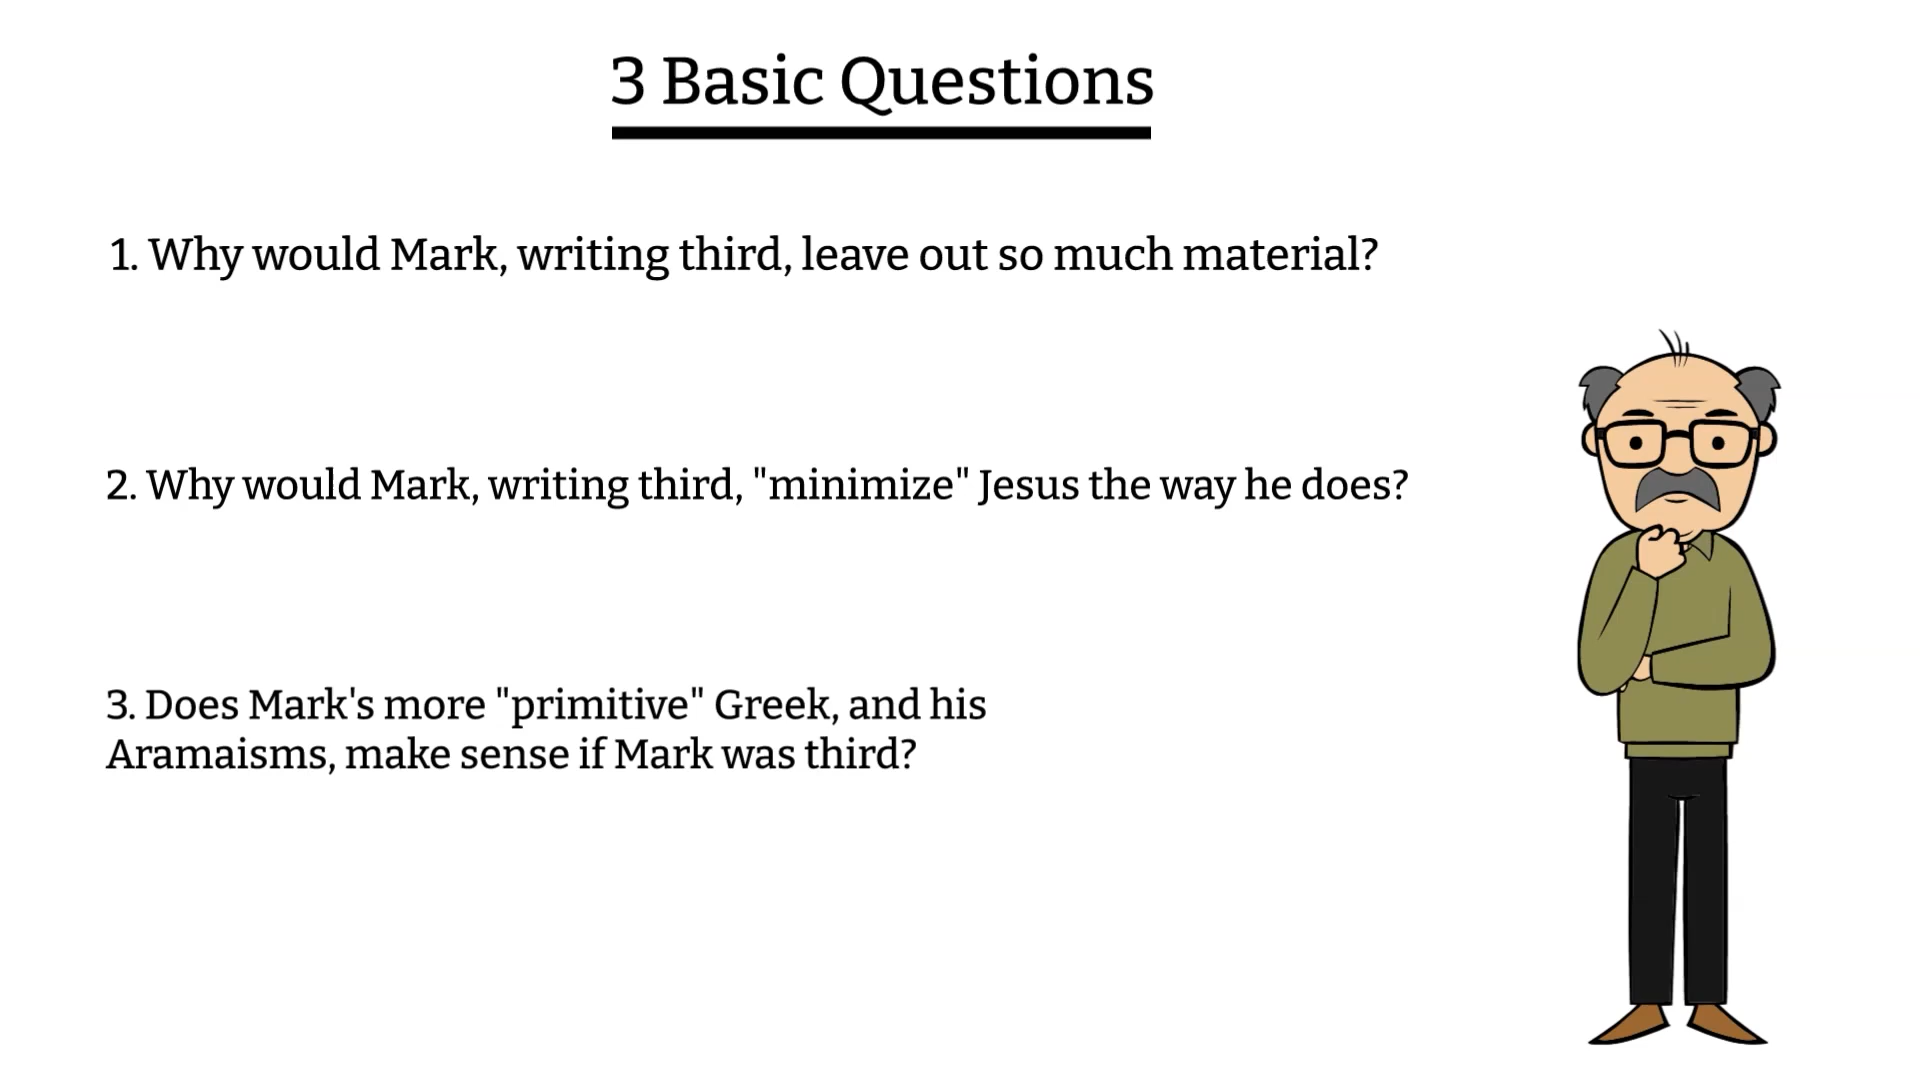 3 Basic Questions
1. Why would Mark, writing third, leave out so much material?
2. Why would Mark, writing third, "minimize" Jesus the way he does?
3. Does Mark's more "primitive" Greek, and his
Aramaisms, make sense if Mark was third?